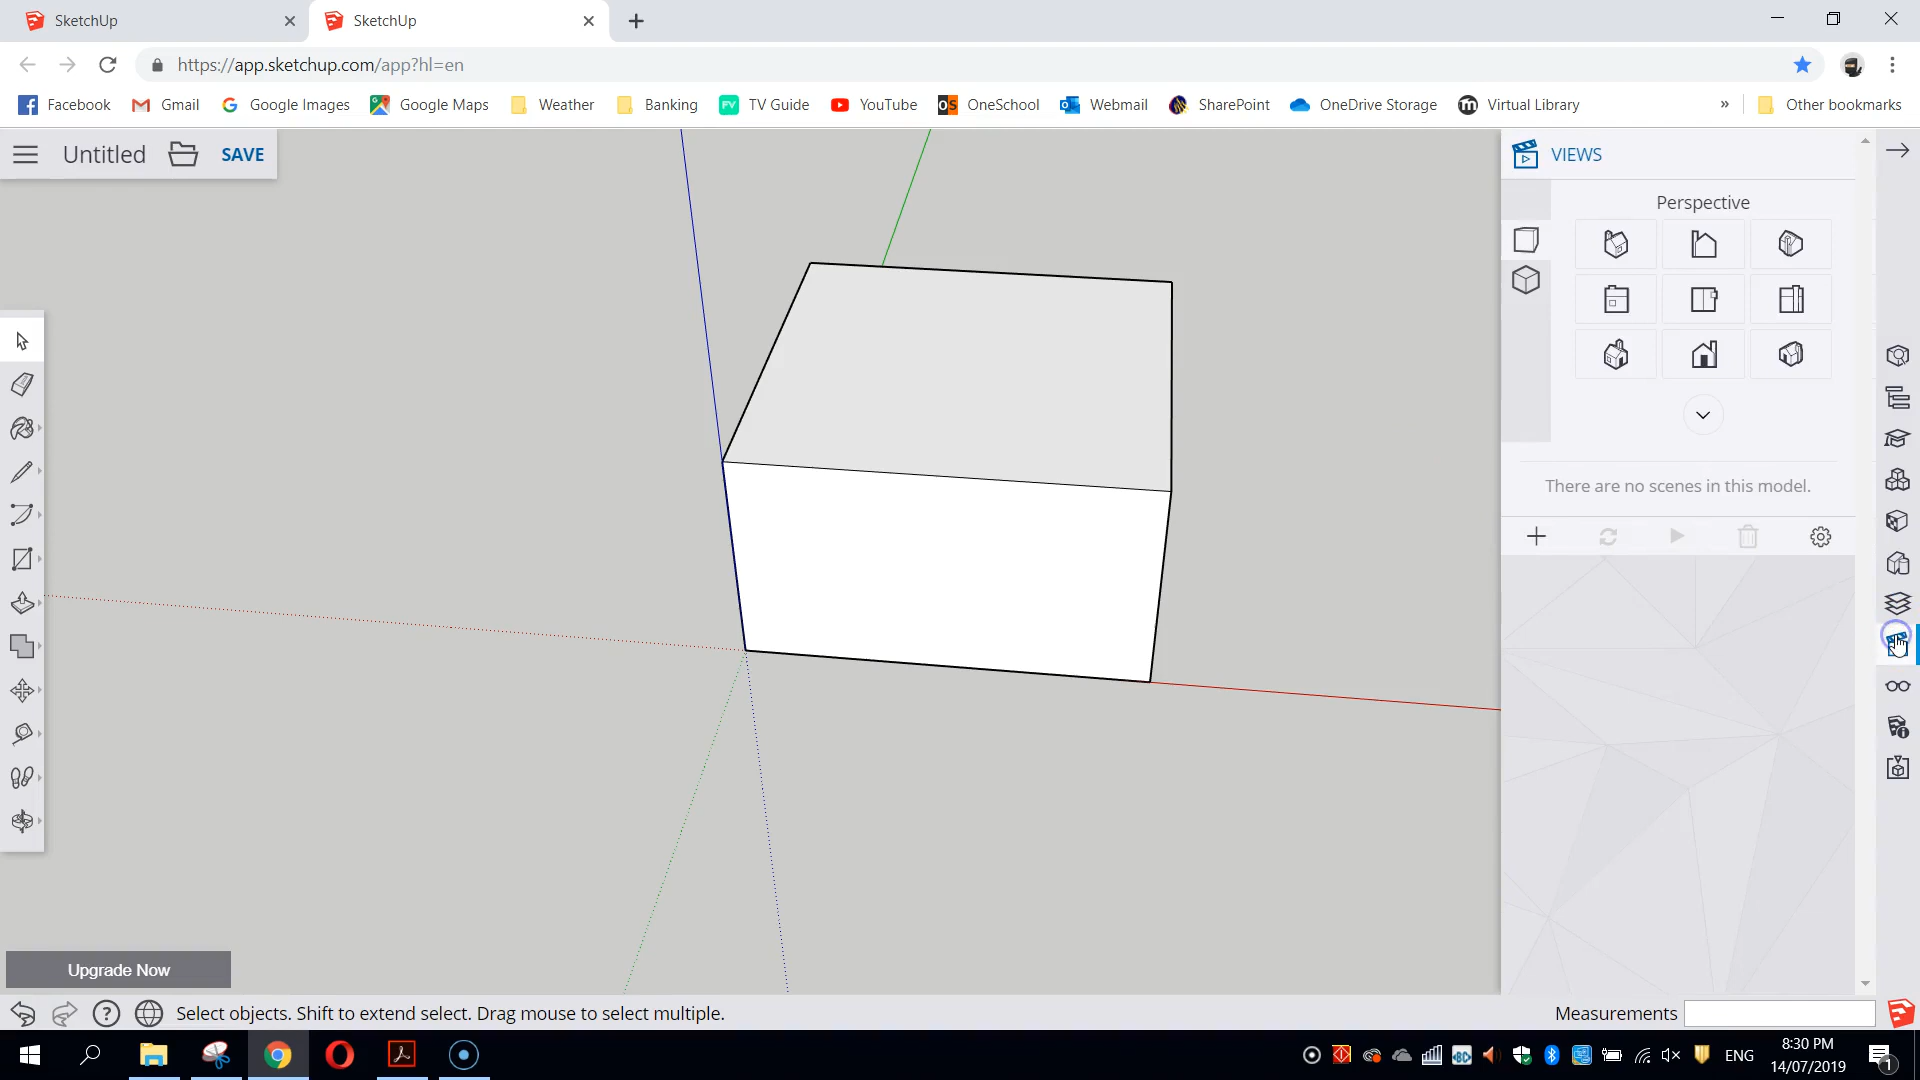 SketchUp
SketchUp
https://app.sketchup.com/app?hl=en
Facebook
Gmail
Google Images
Google Maps
Weather
Banking
FV
TV Guide
YouTube
OS
OneSchool
Webmail
SharePoint
OneDrive Storage
Virtual Library
»
Other bookmarks
Untitled
SAVE
VIEWS
Perspective
There are no scenes in this model.
Upgrade Now
Select objects. Shift to extend select. Drag mouse to select multiple.
Measurements
ENG
8:30 PM
14/07/2019
1